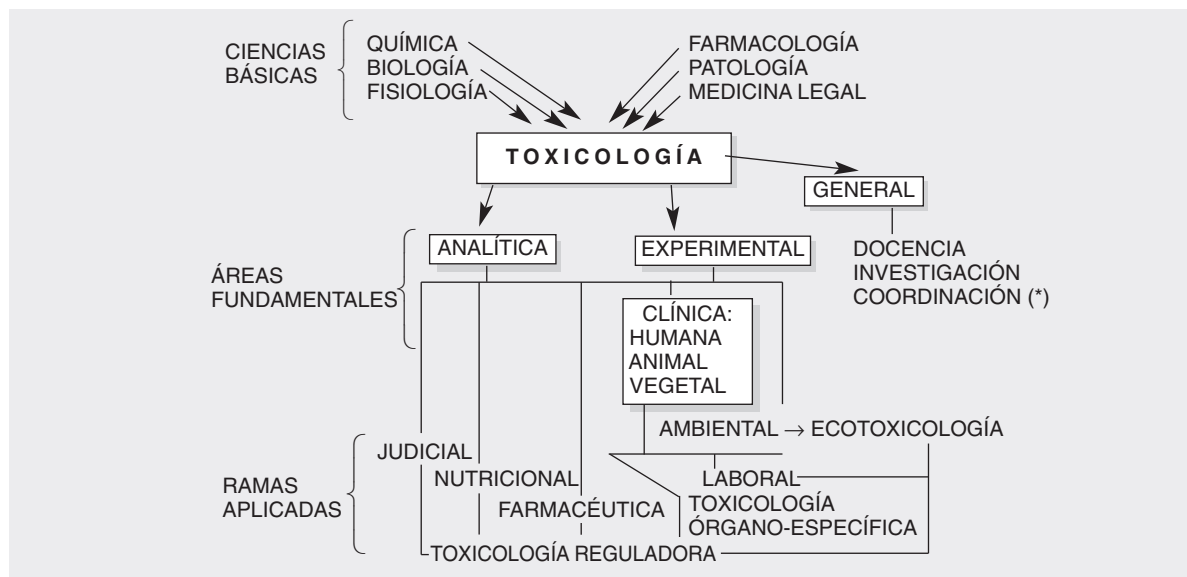 CIENCIAS
BÁSICAS
QUÍMICA
BIOLOGÍA
FISIOLOGÍA
FARMACOLOGÍA
PATOLOGÍA
MEDICINA LEGAL
TOXICOLOGÍA
GENERAL
DOCENCIA
INVESTIGACIÓN
COORDINACIÓN (*)
ÁREAS
FUNDAMENTALES
ANALÍTICA
EXPERIMENTAL
CLÍNICA:
HUMANA
ANIMAL
VEGETAL
RAMAS
APLICADAS
AMBIENTAL → ECOTOXICOLOGÍA
JUDICIAL
NUTRICIONAL
LABORAL
FARMACÉUTICA
TOXICOLOGÍA
ÓRGANO-ESPECÍFICA
TOXICOLOGÍA REGULADORA